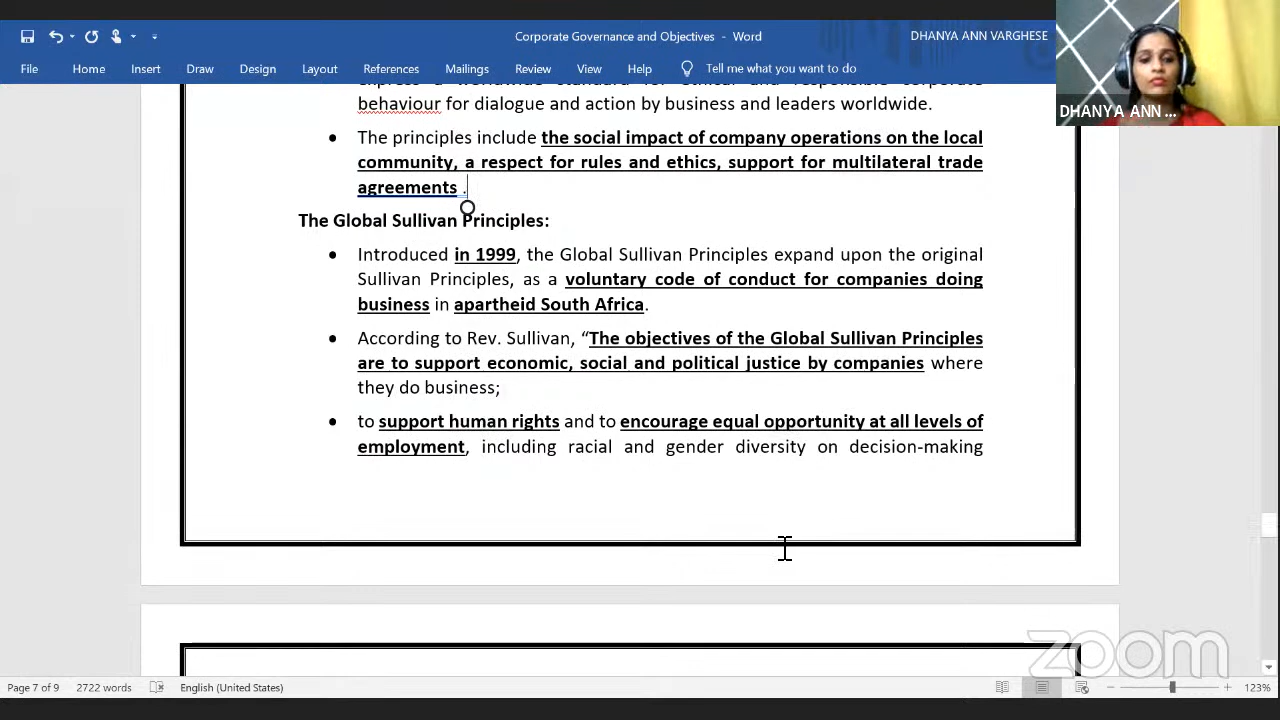 Corporate Governance and Objectives - Word
DHANYA ANN VARGHESE
File Home Insert Draw Design Layout References Mailings Review View Help Tell me what you want to do
DHANYA ANN ...
behaviour for dialogue and action by business and leaders worldwide.
• The principles include the social impact of company operations on the local
community, a respect for rules and ethics, support for multilateral trade
agreements .
The Global Sullivan Principles:
• Introduced in 1999, the Global Sullivan Principles expand upon the original
Sullivan Principles, as a voluntary code of conduct for companies doing
business in apartheid South Africa.
• According to Rev. Sullivan, “The objectives of the Global Sullivan Principles
are to support economic, social and political justice by companies where
they do business;
• to support human rights and to encourage equal opportunity at all levels of
employment, including racial and gender diversity on decision-making
zoom
Page 7 of 9 2722 words English (United States) 123%